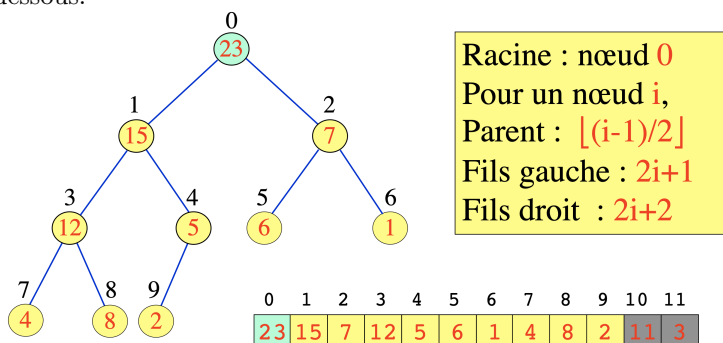 dessous.
0
23
1
2
15
7
3
4
5
6
12
5
6
1
7
8
9
4
8
2
Racine : nœud 0
Pour un nœud i,
Parent : ⌊(i-1)/2⌋
Fils gauche : 2i+1
Fils droit : 2i+2
0 1 2 3 4 5 6 7 8 9 10 11
23 15 7 12 5 6 1 4 8 2 11 3